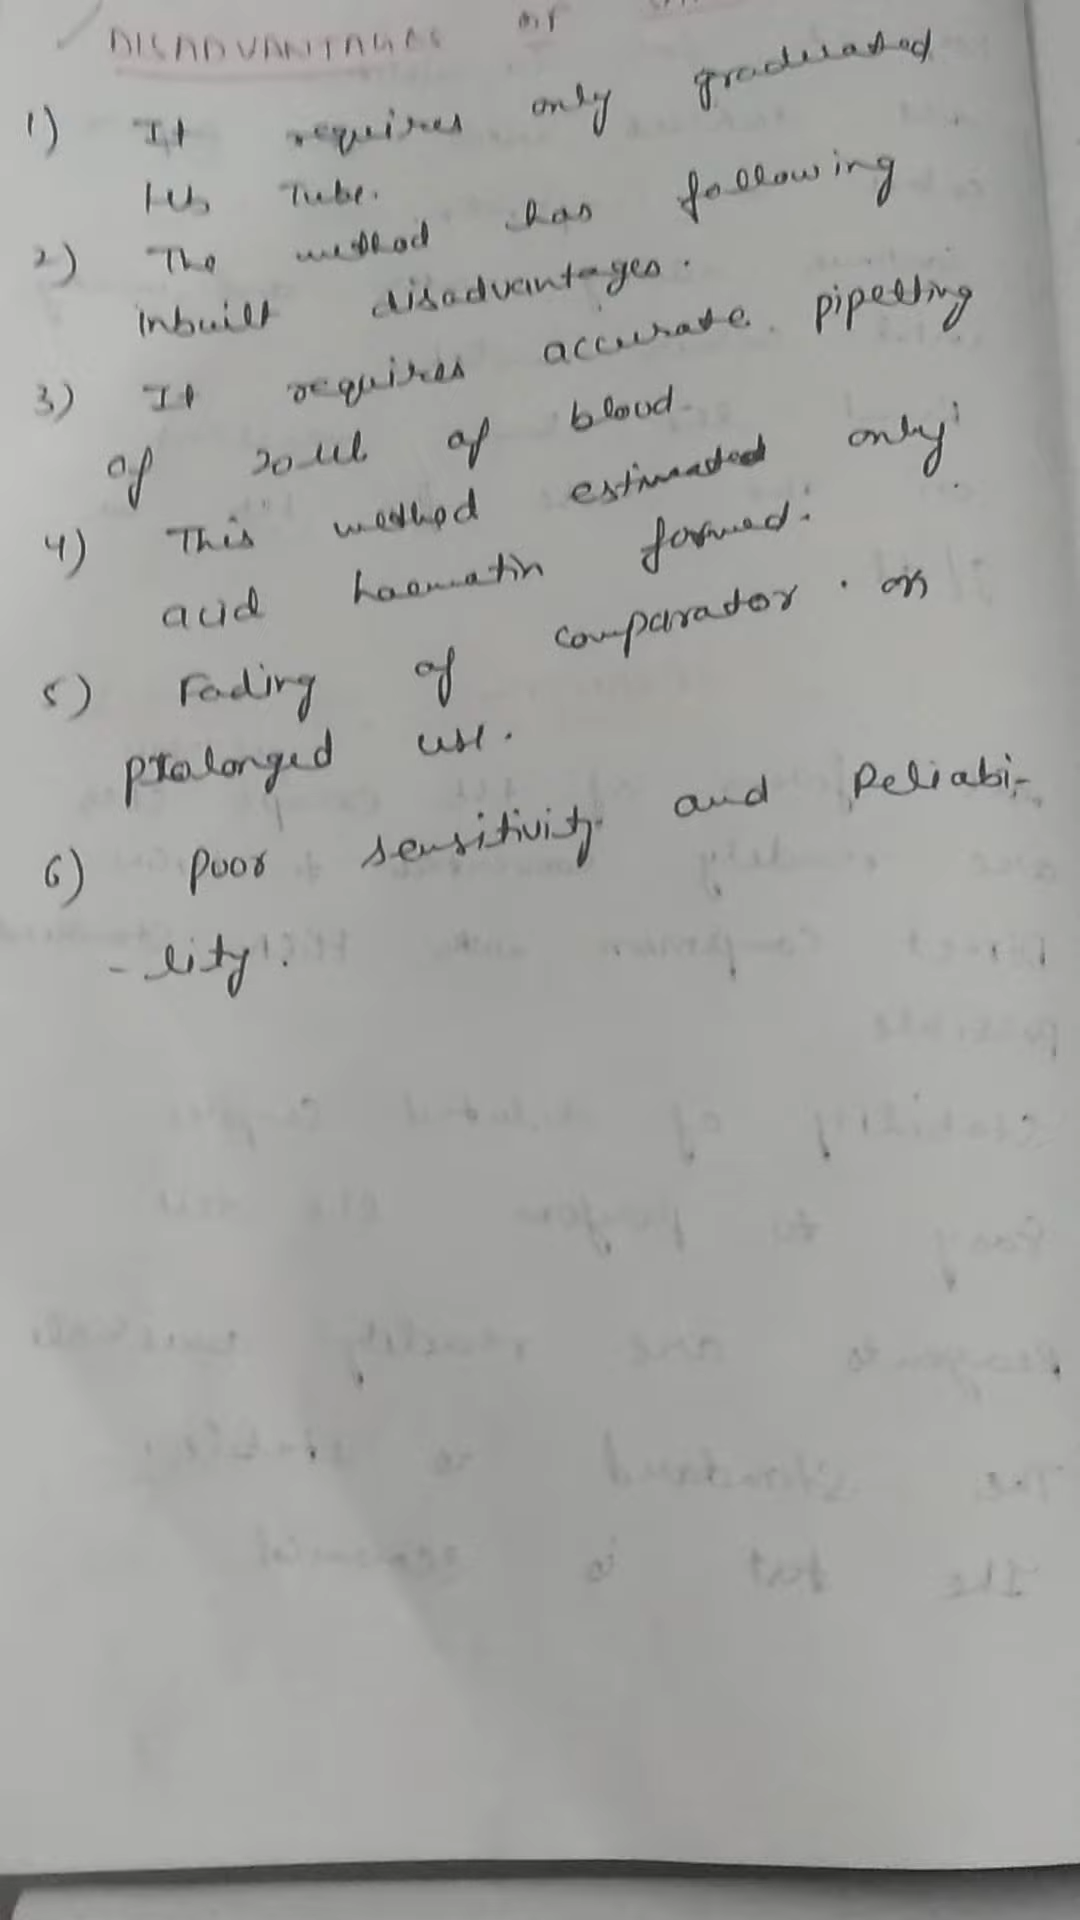 DISADVANTAGES of
1) It requires only graduated
Hb Tube.
2) The method has following
inbuilt disadvantages.
3) It requires accurate pipetting
of 20 ul of blood.
4) This method estimated only
acid haematin formed.
5) Fading of comparator. on
prolonged use.
6) poor sensitivity and Reliabi-
- lity.